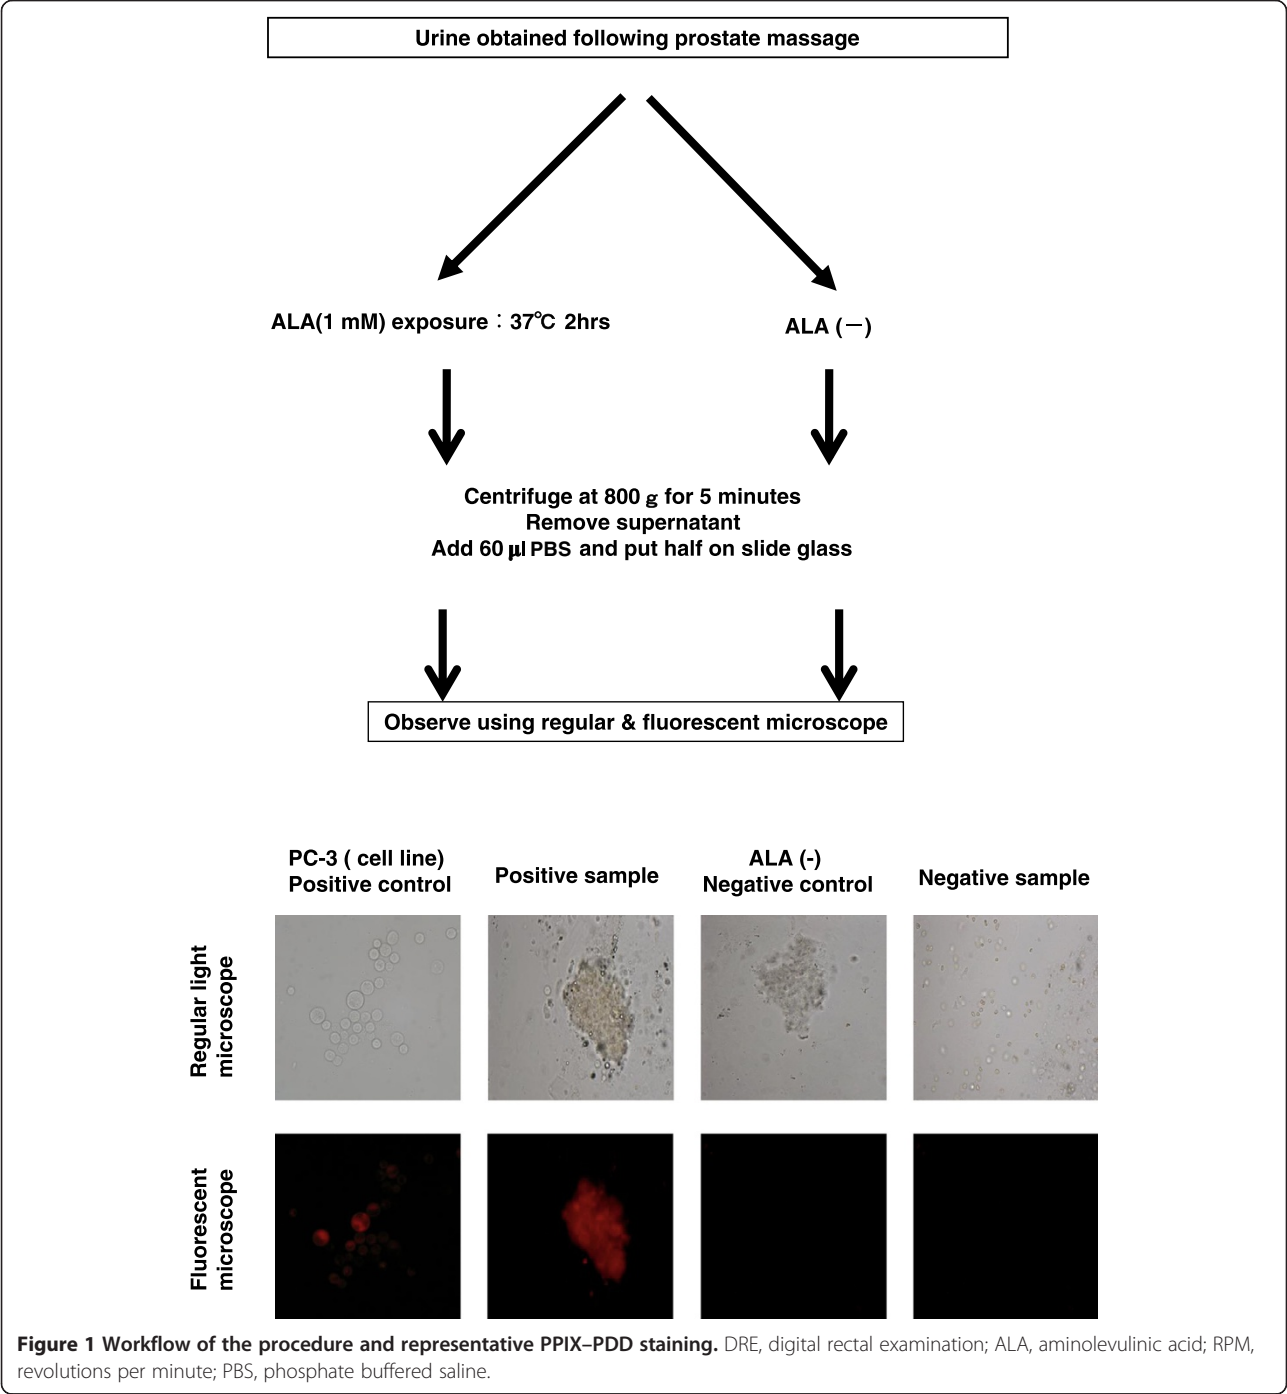 Urine obtained following prostate massage
ALA(1 mM) exposure：37℃ 2hrs
ALA (－)
Centrifuge at 800 g for 5 minutes
Remove supernatant
Add 60 μl PBS and put half on slide glass
Observe using regular & fluorescent microscope
PC-3 ( cell line)
Positive control
Positive sample
ALA (-)
Negative control
Negative sample
Regular light
microscope
Fluorescent
microscope
Figure 1 Workflow of the procedure and representative PPIX–PDD staining. DRE, digital rectal examination; ALA, aminolevulinic acid; RPM,
revolutions per minute; PBS, phosphate buffered saline.